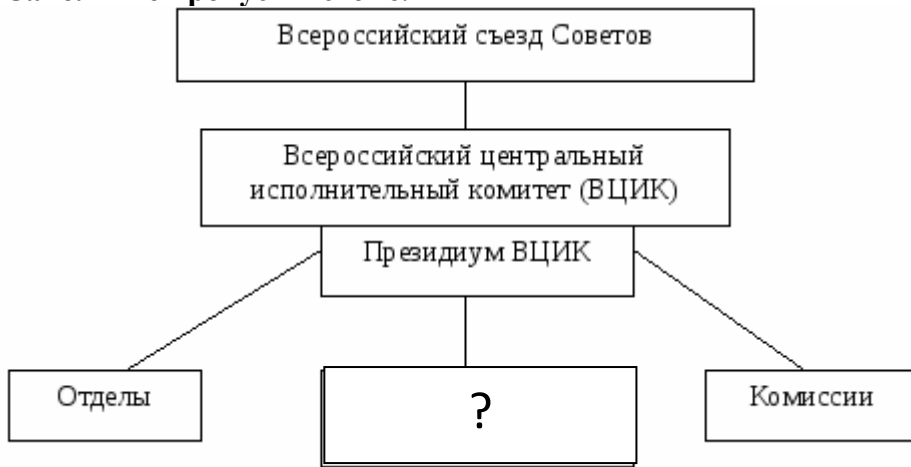 Всероссийский съезд Советов
Всероссийский центральный
исполнительный комитет (ВЦИК)
Президиум ВЦИК
Отделы
?
Комиссии